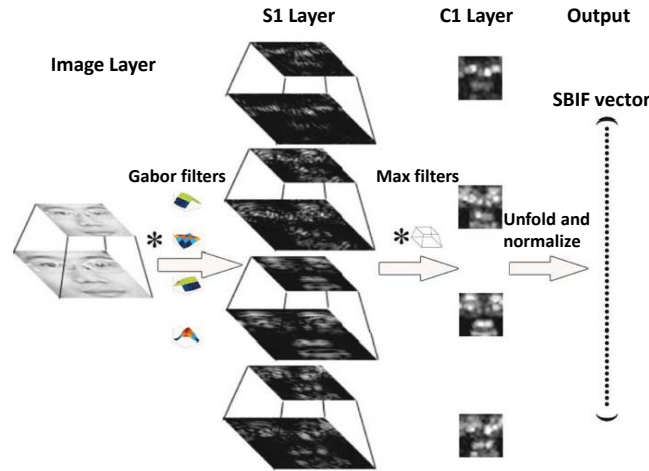 S1 Layer
C1 Layer
Output
Image Layer
SBIF vector
Gabor filters
Max filters
Unfold and
normalize
*
*